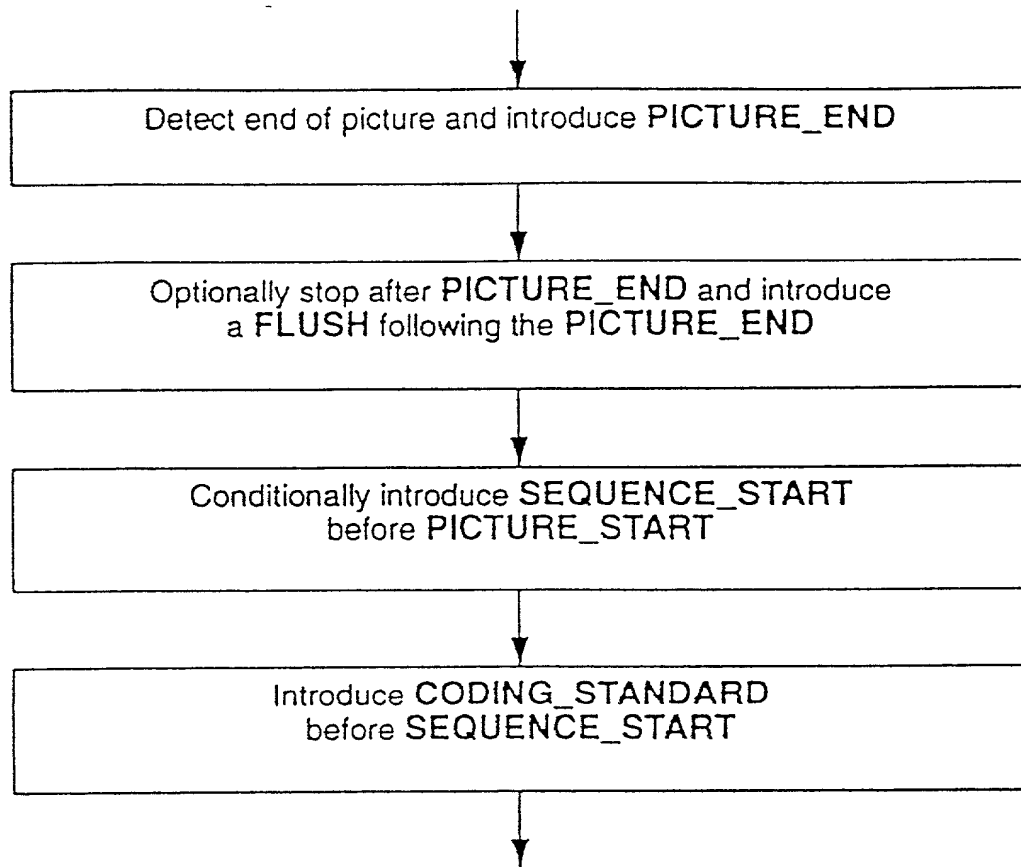 Detect end of picture and introduce PICTURE_END
Optionally stop after PICTURE_END and introduce
a FLUSH following the PICTURE_END
Conditionally introduce SEQUENCE_START
before PICTURE_START
Introduce CODING_STANDARD
before SEQUENCE_START